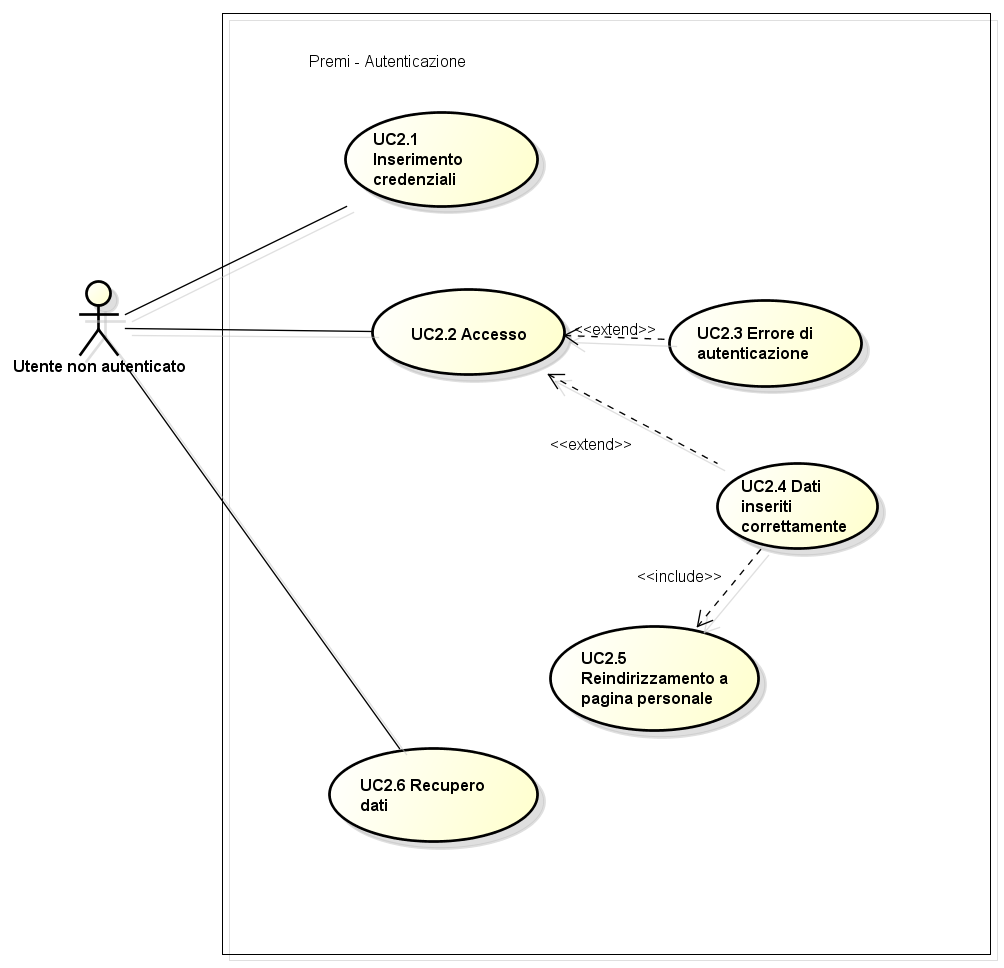 Premi - Autenticazione
UC2.1
Inserimento
credenziali
Utente non autenticato
UC2.2 Accesso
<<extend>>
UC2.3 Errore di
autenticazione
<<extend>>
UC2.4 Dati
inseriti
correttamente
<<include>>
UC2.5
Reindirizzamento a
pagina personale
UC2.6 Recupero
dati